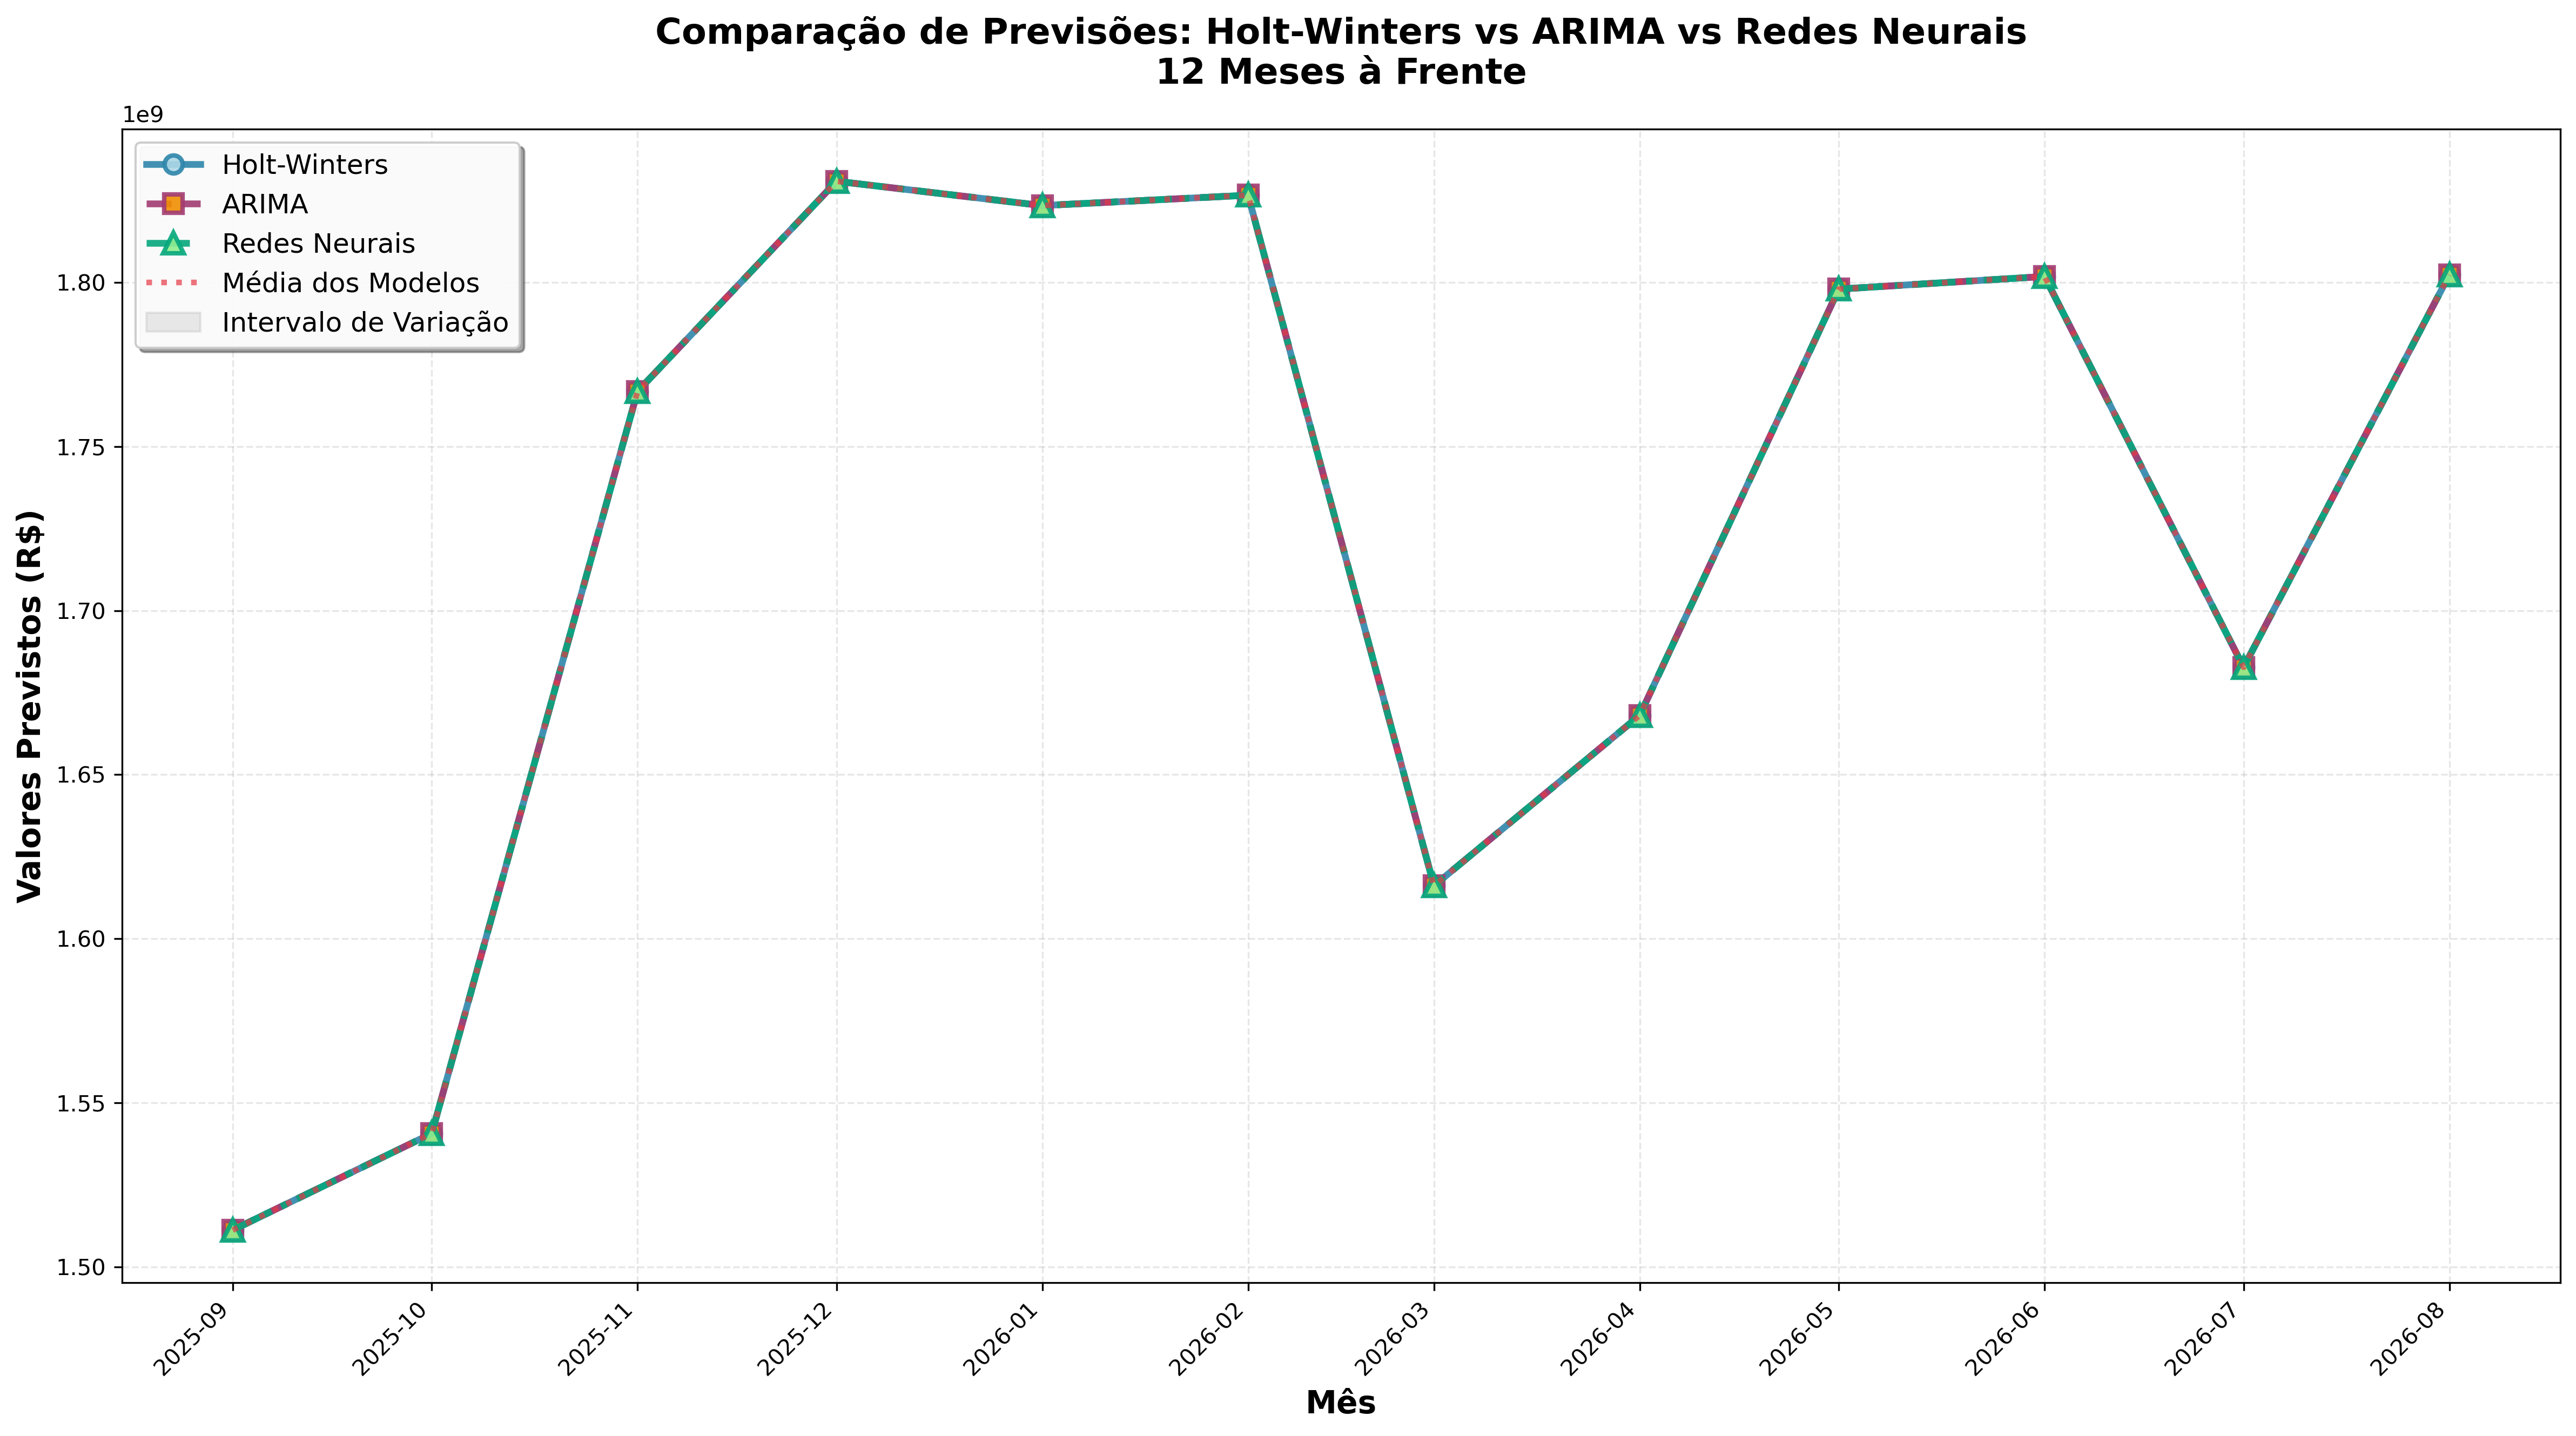 Comparação de Previsões: Holt-Winters vs ARIMA vs Redes Neurais
12 Meses à Frente
1e9
Holt-Winters
ARIMA
Redes Neurais
Média dos Modelos
Intervalo de Variação
Valores Previstos (R$)
1.80
1.75
1.70
1.65
1.60
1.55
1.50
2025-09
2025-10
2025-11
2025-12
2026-01
2026-02
2026-03
2026-04
2026-05
2026-06
2026-07
2026-08
Mês